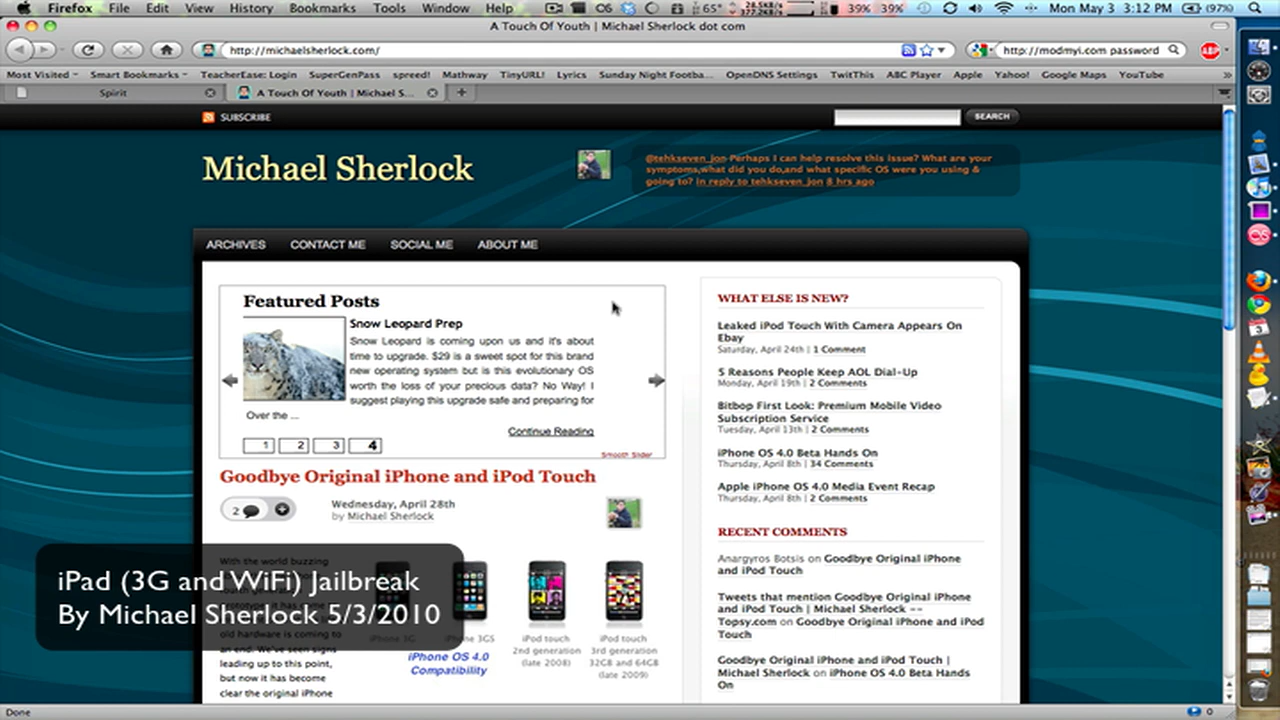 Firefox File Edit View History Bookmarks Tools Window Help 65° 28.5KB/s 377.2KB/s 39% 39% Mon May 3 3:12 PM (97%)
A Touch Of Youth | Michael Sherlock dot com
http://michaelsherlock.com/ http://modmyi.com password ABP
Most Visited Smart Bookmarks TeacherEase: Login SuperGenPass spreed! Mathway TinyURL! Lyrics Sunday Night Footba... OpenDNS Settings TwitThis ABC Player Apple Yahoo! Google Maps YouTube »
Spirit A Touch Of Youth | Michael S...
SUBSCRIBE SEARCH
Michael Sherlock
@tehkseven_jon Perhaps I can help resolve this issue? What are your
symptoms,what did you do,and what specific OS were you using &
going to? in reply to tehkseven_jon 8 hrs ago
ARCHIVES CONTACT ME SOCIAL ME ABOUT ME
Featured Posts
Snow Leopard Prep
Snow Leopard is coming upon us and it's about
time to upgrade. $29 is a sweet spot for this brand
new operating system but is this evolutionary OS
worth the loss of your precious data? No Way! I
suggest playing this upgrade safe and preparing for
Over the ...
Continue Reading
1 2 3 4
Smooth Slider
Goodbye Original iPhone and iPod Touch
2
Wednesday, April 28th
by Michael Sherlock
With the world buzzing
old hardware is coming to
an end. We've seen signs
leading up to this point,
but now it has become
clear the original iPhone
iPhone 3G
iPhone 3GS
iPod touch
2nd generation
(late 2008)
iPod touch
3rd generation
32GB and 64GB
(late 2009)
iPhone OS 4.0
Compatibility
WHAT ELSE IS NEW?
Leaked iPod Touch With Camera Appears On
Ebay
Saturday, April 24th | 1 Comment
5 Reasons People Keep AOL Dial-Up
Monday, April 19th | 2 Comments
Bitbop First Look: Premium Mobile Video
Subscription Service
Tuesday, April 13th | 2 Comments
iPhone OS 4.0 Beta Hands On
Thursday, April 8th | 34 Comments
Apple iPhone OS 4.0 Media Event Recap
Thursday, April 8th | 2 Comments
RECENT COMMENTS
Anargyros Botsis on Goodbye Original iPhone
and iPod Touch
Tweets that mention Goodbye Original iPhone
and iPod Touch | Michael Sherlock --
Topsy.com on Goodbye Original iPhone and iPod
Touch
Goodbye Original iPhone and iPod Touch |
Michael Sherlock on iPhone OS 4.0 Beta Hands
On
iPad (3G and WiFi) Jailbreak
By Michael Sherlock 5/3/2010
Done 0